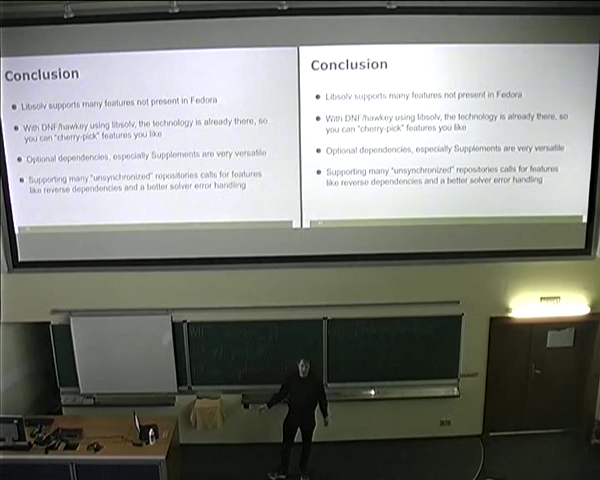 Conclusion
Libsolv supports many features not present in Fedora
With DNF/hawkey using libsolv, the technology is already there, so
you can "cherry-pick" features you like
Optional dependencies, especially Supplements are very versatile
Supporting many "unsynchronized" repositories calls for features
like reverse dependencies and a better solver error handling
Conclusion
Libsolv supports many features not present in Fedora
With DNF/hawkey using libsolv, the technology is already there, so
you can "cherry-pick" features you like
Optional dependencies, especially Supplements are very versatile
Supporting many "unsynchronized" repositories calls for features
like reverse dependencies and a better solver error handling